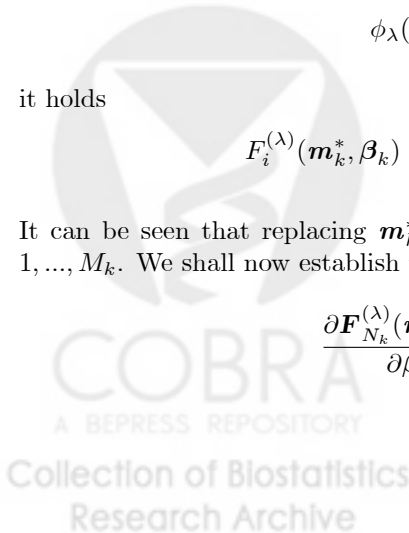 ϕ_λ(
it holds
F_i^{(λ)}(𝒎_k^*, 𝜷_k)
It can be seen that replacing
1, ..., M_k. We shall now establish
∂𝑭_{N_k}^{(λ)}(
∂β
COBRA
A BEPRESS REPOSITORY
Collection of Biostatistics
Research Archive